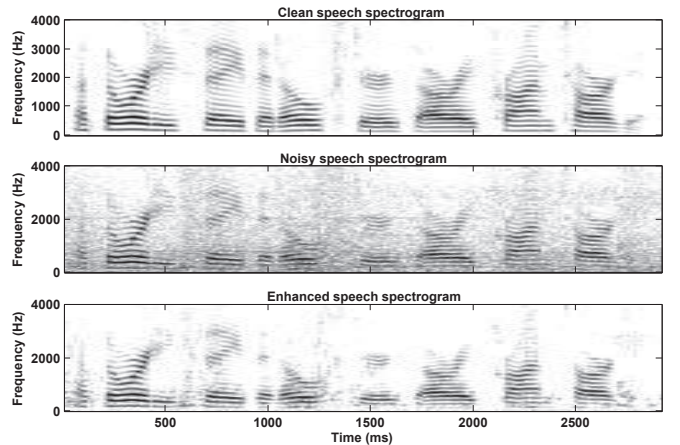 Clean speech spectrogram
Frequency (Hz)
4000
3000
2000
1000
0
Noisy speech spectrogram
Frequency (Hz)
4000
2000
0
Enhanced speech spectrogram
Frequency (Hz)
4000
2000
0
500 1000 1500 2000 2500
Time (ms)